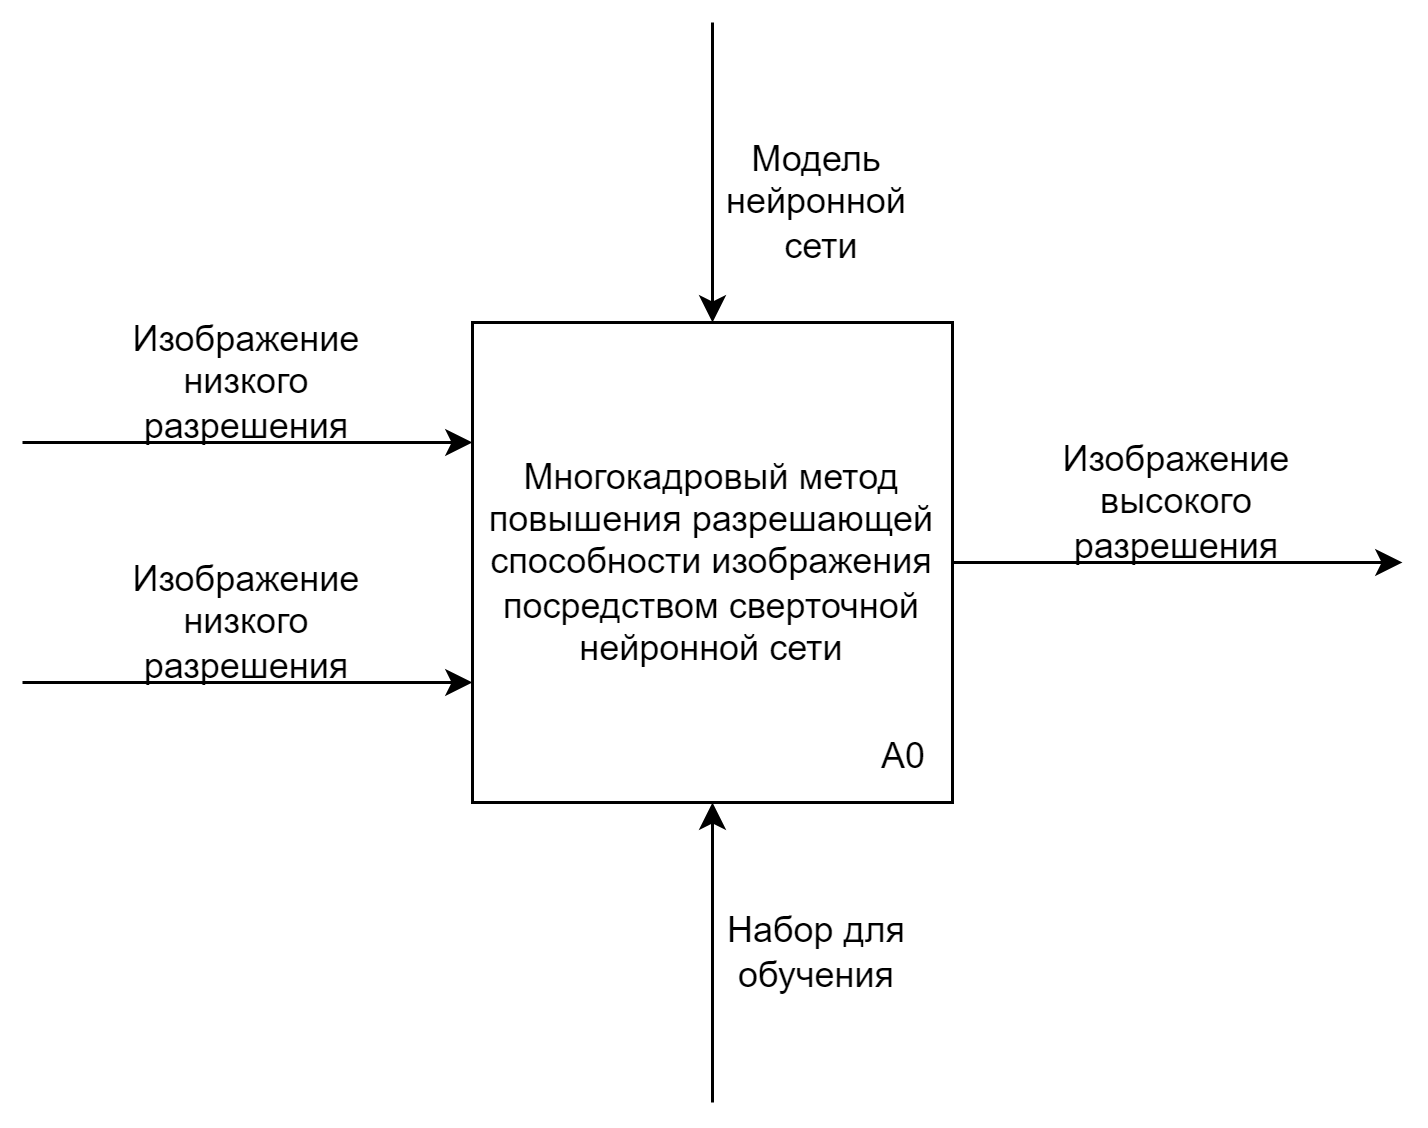 Модель
нейронной
сети
Изображение
низкого
разрешения
Изображение
низкого
разрешения
Многокадровый метод
повышения разрешающей
способности изображения
посредством сверточной
нейронной сети
A0
Изображение
высокого
разрешения
Набор для
обучения